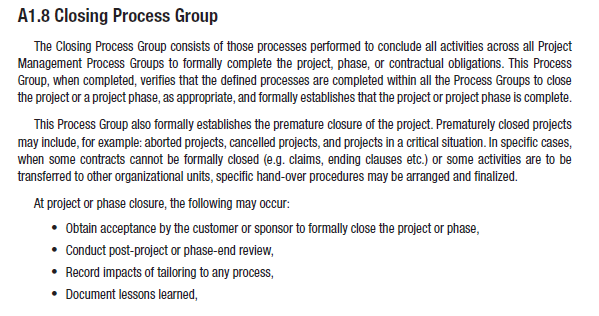 A1.8 Closing Process Group
The Closing Process Group consists of those processes performed to conclude all activities across all Project
Management Process Groups to formally complete the project, phase, or contractual obligations. This Process
Group, when completed, verifies that the defined processes are completed within all the Process Groups to close
the project or a project phase, as appropriate, and formally establishes that the project or project phase is complete.
This Process Group also formally establishes the premature closure of the project. Prematurely closed projects
may include, for example: aborted projects, cancelled projects, and projects in a critical situation. In specific cases,
when some contracts cannot be formally closed (e.g. claims, ending clauses etc.) or some activities are to be
transferred to other organizational units, specific hand-over procedures may be arranged and finalized.
At project or phase closure, the following may occur:
• Obtain acceptance by the customer or sponsor to formally close the project or phase,
• Conduct post-project or phase-end review,
• Record impacts of tailoring to any process,
• Document lessons learned,